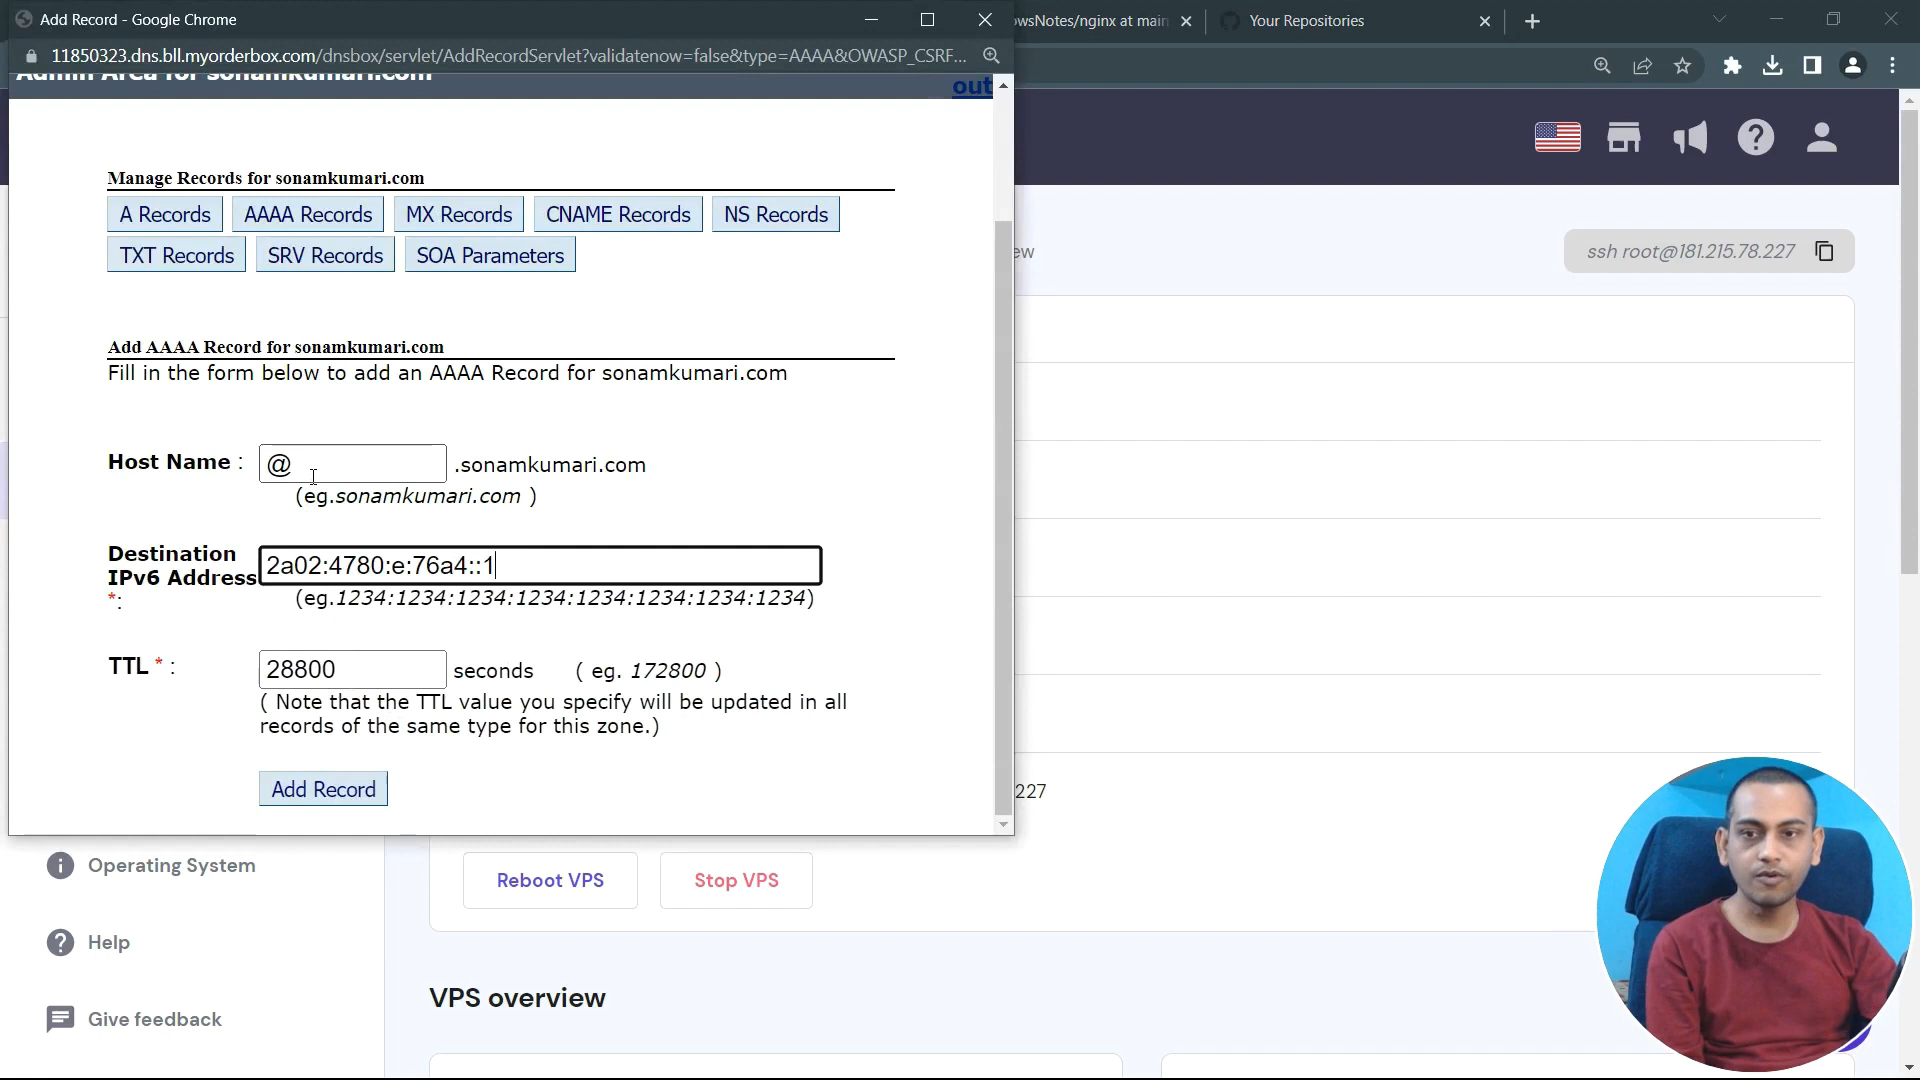 Add Record - Google Chrome
11850323.dns.bll.myorderbox.com/dnsbox/servlet/AddRecordServlet?validatenow=false&type=AAAA&OWASP_CSRF...
Admin Area for sonamkumari.com
out
owsNotes/nginx at main
Your Repositories
Manage Records for sonamkumari.com
A Records
AAAA Records
MX Records
CNAME Records
NS Records
TXT Records
SRV Records
SOA Parameters
ew
ssh root@181.215.78.227
Add AAAA Record for sonamkumari.com
Fill in the form below to add an AAAA Record for sonamkumari.com
Host Name : @ .sonamkumari.com
(eg.sonamkumari.com )
Destination
IPv6 Address
*:
2a02:4780:e:76a4::1
(eg.1234:1234:1234:1234:1234:1234:1234:1234)
TTL * : 28800 seconds ( eg. 172800 )
( Note that the TTL value you specify will be updated in all
records of the same type for this zone.)
Add Record
227
Operating System
Reboot VPS
Stop VPS
Help
VPS overview
Give feedback